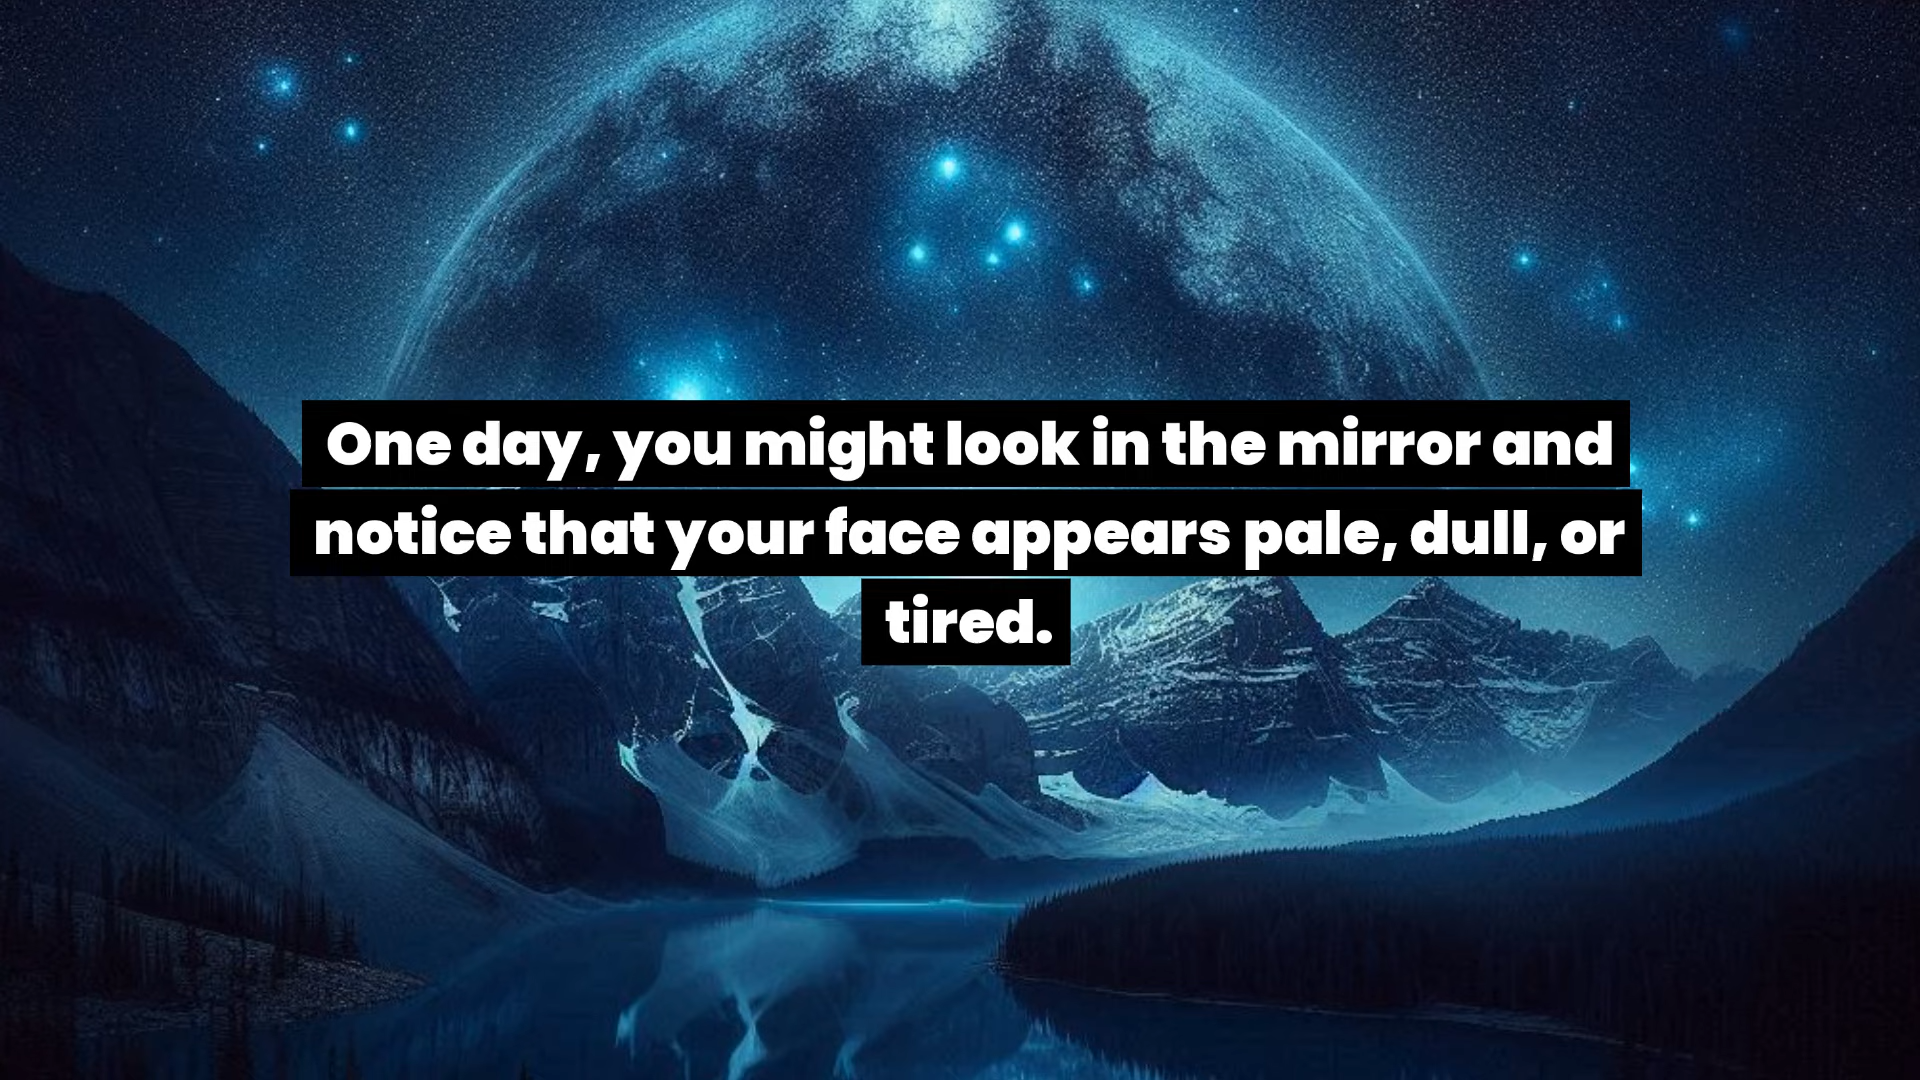 One day, you might look in the mirror and
notice that your face appears pale, dull, or
tired.